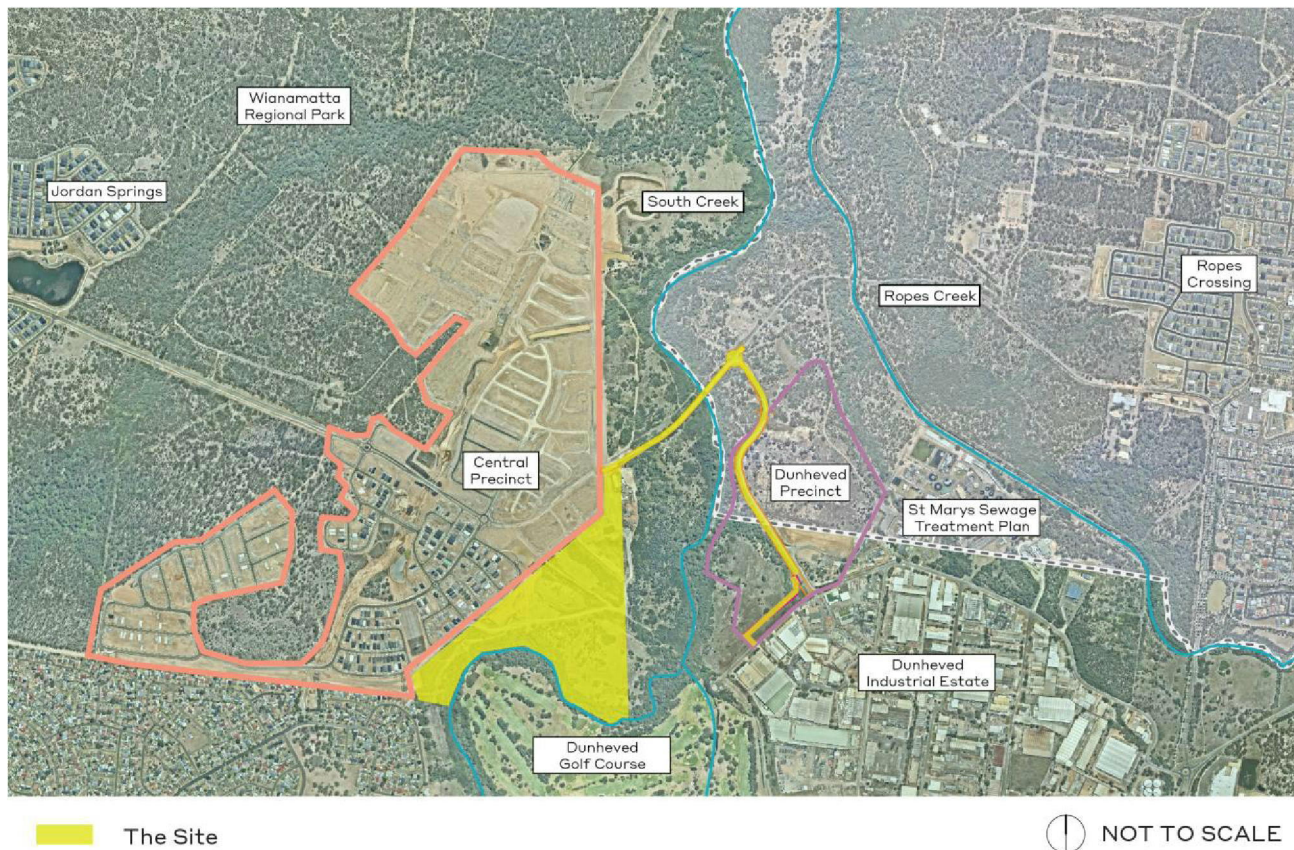 Wianamatta
Regional Park
Jordan Springs
South Creek
Ropes
Crossing
Ropes Creek
Central
Precinct
Dunheved
Precinct
St Marys Sewage
Treatment Plan
Dunheved
Industrial Estate
Dunheved
Golf Course
The Site
NOT TO SCALE